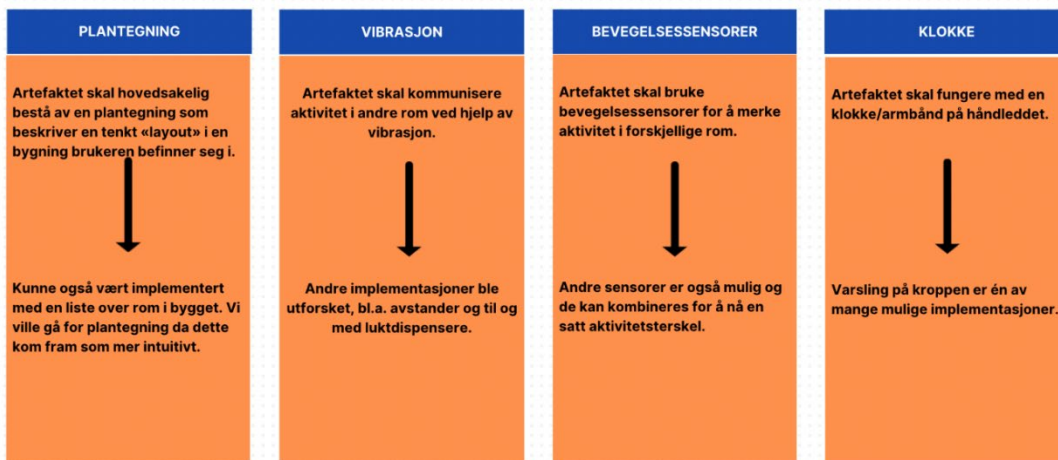 PLANTEGNING
Artefaktet skal hovedsakelig
bestå av en plantegning som
beskriver en tenkt «layout» i en
bygning brukeren befinner seg i.
Kunne også vært implementert
med en liste over rom i bygget. Vi
ville gå for plantegning da dette
kom fram som mer intuitivt.
VIBRASJON
Artefaktet skal kommunisere
aktivitet i andre rom ved hjelp av
vibrasjon.
Andre implementasjoner ble
utforsket, bl.a. avstander og til og
med luktdispensere.
BEVEGELSESSENSORER
Artefaktet skal bruke
bevegelsessensorer for å merke
aktivitet i forskjellige rom.
Andre sensorer er også mulig og
de kan kombineres for å nå en
satt aktivitetsterskel.
KLOKKE
Artefaktet skal fungere med en
klokke/armbånd på håndleddet.
Varsling på kroppen er én av
mange mulige implementasjoner.